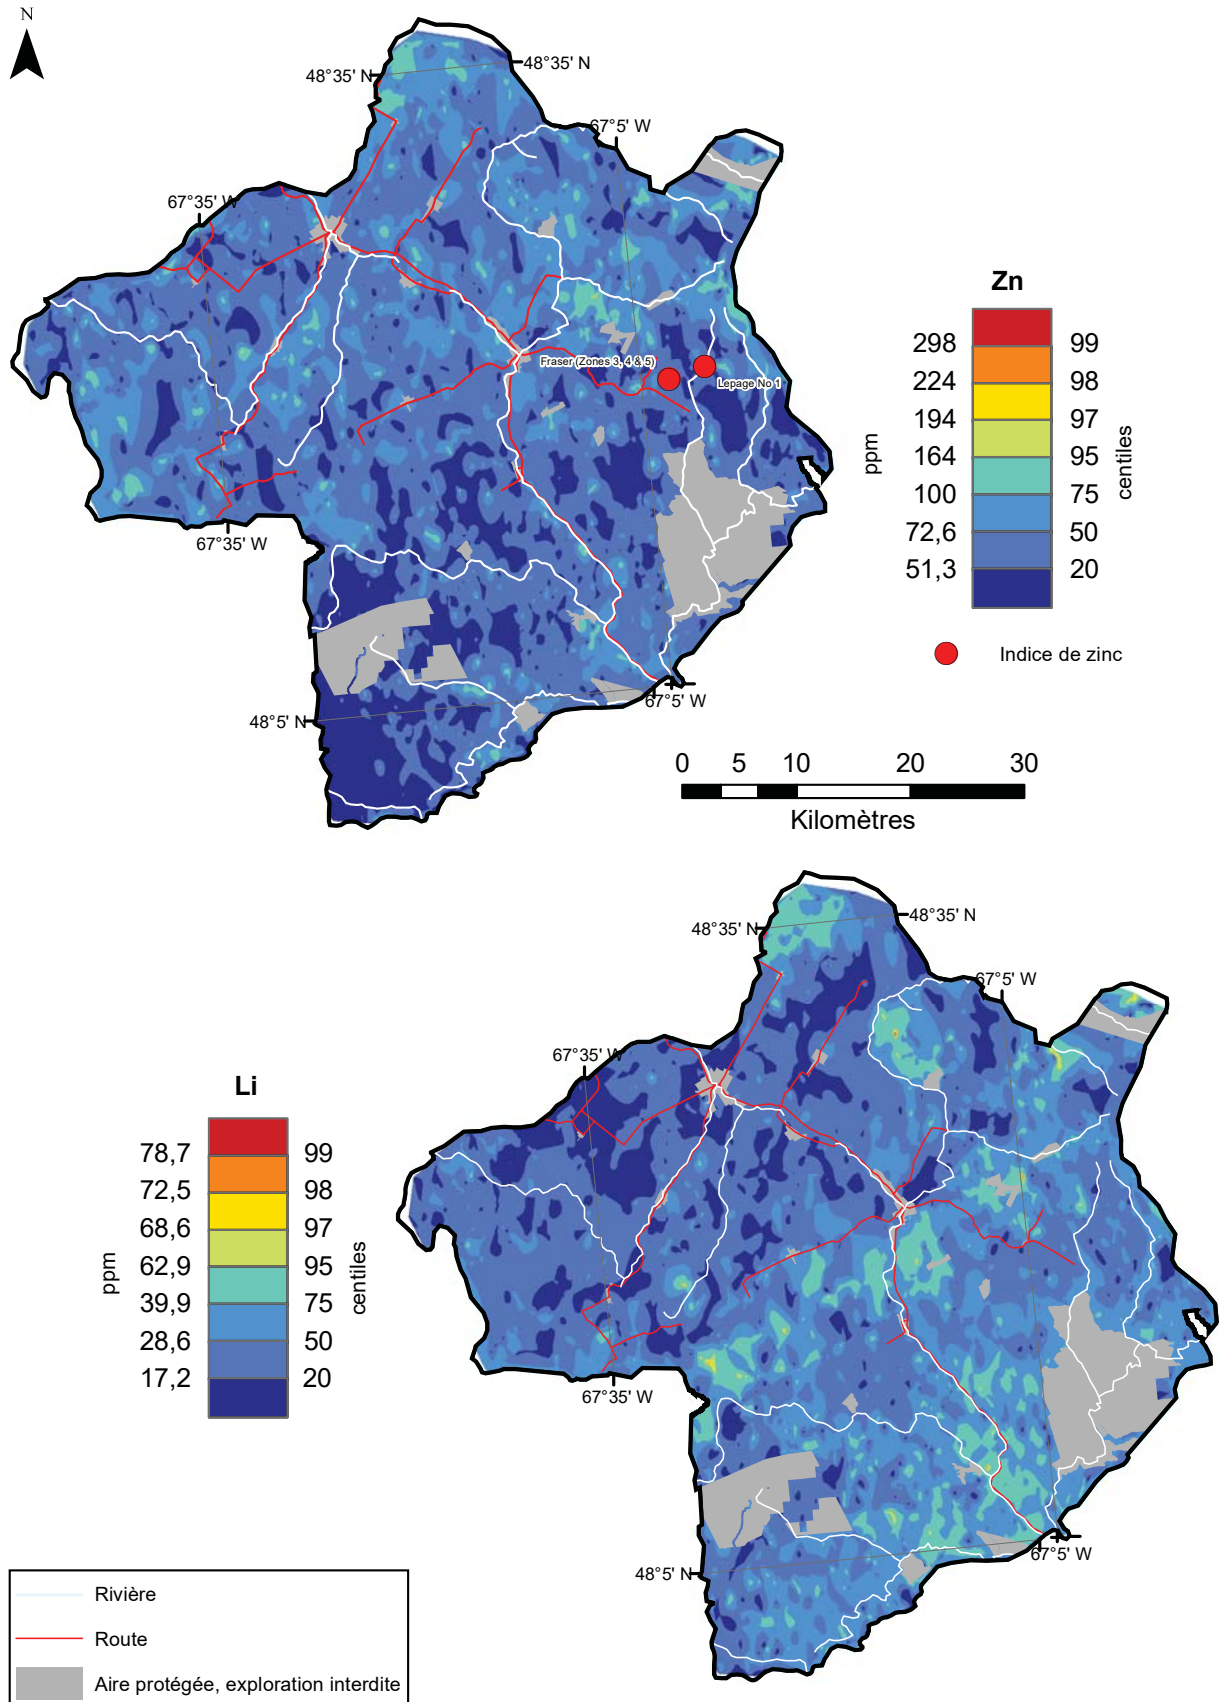 N
48°35' N
48°35' N
67°5' W
67°35' W
Zn
298
224
194
164
100
72,6
51,3
ppm
99
98
97
95
75
50
20
centiles
Fraser (Zones 3, 4 & 5)
Lepage No 1
67°35' W
Indice de zinc
67°5' W
48°5' N
0 5 10 20 30
Kilomètres
48°35' N
48°35' N
67°5' W
67°35' W
Li
78,7
72,5
68,6
62,9
39,9
28,6
17,2
ppm
99
98
97
95
75
50
20
centiles
67°35' W
67°5' W
48°5' N
Rivière
Route
Aire protégée, exploration interdite